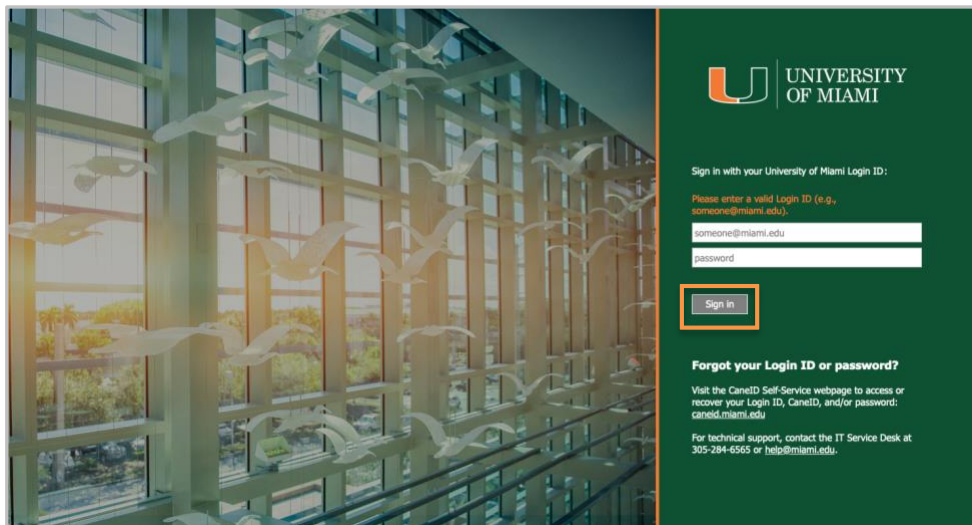 UNIVERSITY
OF MIAMI
Sign in with your University of Miami Login ID:
Please enter a valid Login ID (e.g.,
someone@miami.edu).
someone@miami.edu
password
Sign in
Forgot your Login ID or password?
Visit the CaneID Self-Service webpage to access or
recover your Login ID, CaneID, and/or password:
caneid.miami.edu
For technical support, contact the IT Service Desk at
305-284-6565 or help@miami.edu.